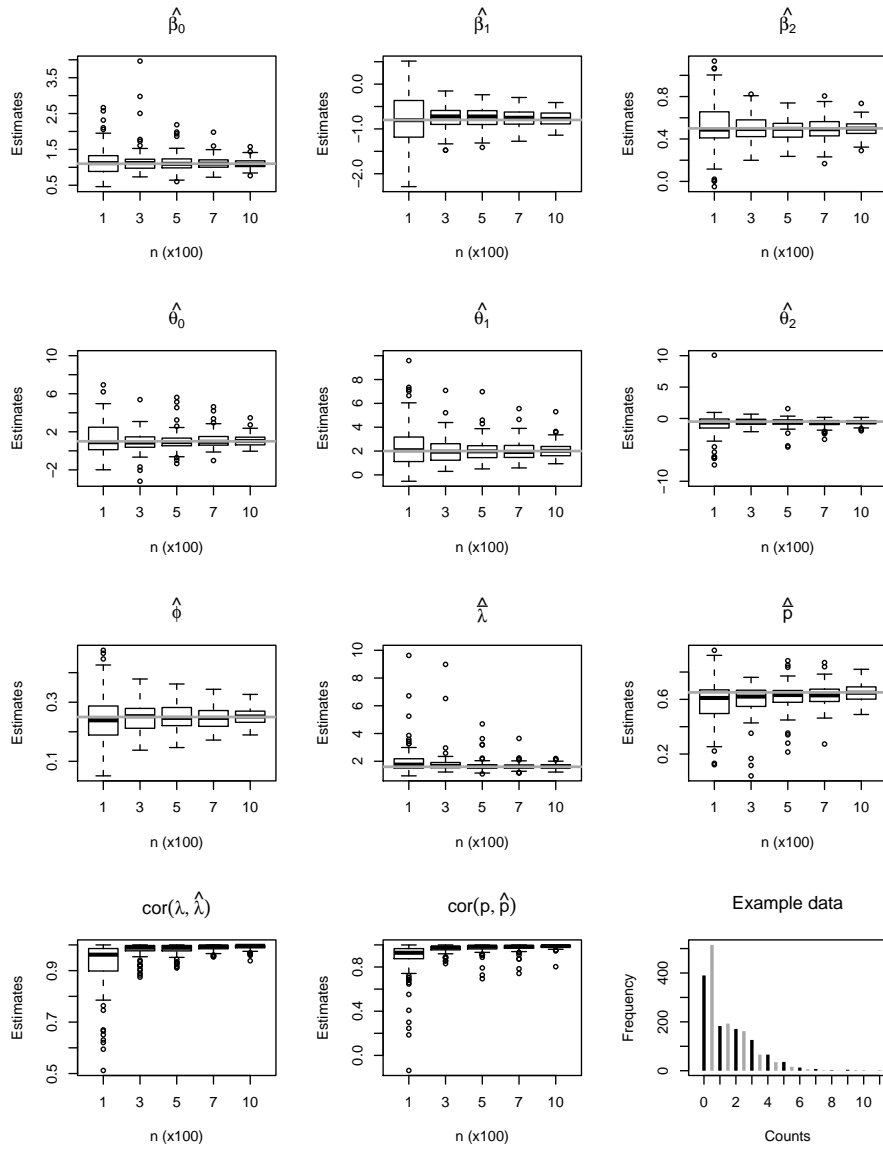 β̂₀
Estimates
0.5 1.5 2.5 3.5
1 3 5 7 10
n (x100)
β̂₁
Estimates
−2.0 −1.0 0.0
1 3 5 7 10
n (x100)
β̂₂
Estimates
0.0 0.4 0.8
1 3 5 7 10
n (x100)
θ̂₀
Estimates
−2 2 6 10
1 3 5 7 10
n (x100)
θ̂₁
Estimates
0 2 4 6 8
1 3 5 7 10
n (x100)
θ̂₂
Estimates
−10 0 5 10
1 3 5 7 10
n (x100)
ϕ̂
Estimates
0.1 0.3
1 3 5 7 10
n (x100)
λ̂̄
Estimates
2 4 6 8 10
1 3 5 7 10
n (x100)
p̂̄
Estimates
0.2 0.6
1 3 5 7 10
n (x100)
cor(λ, λ̂)
Estimates
0.5 0.7 0.9
1 3 5 7 10
n (x100)
cor(p, p̂)
Estimates
0.0 0.4 0.8
1 3 5 7 10
n (x100)
Example data
Frequency
0 200 400
0 2 4 6 8 10
Counts